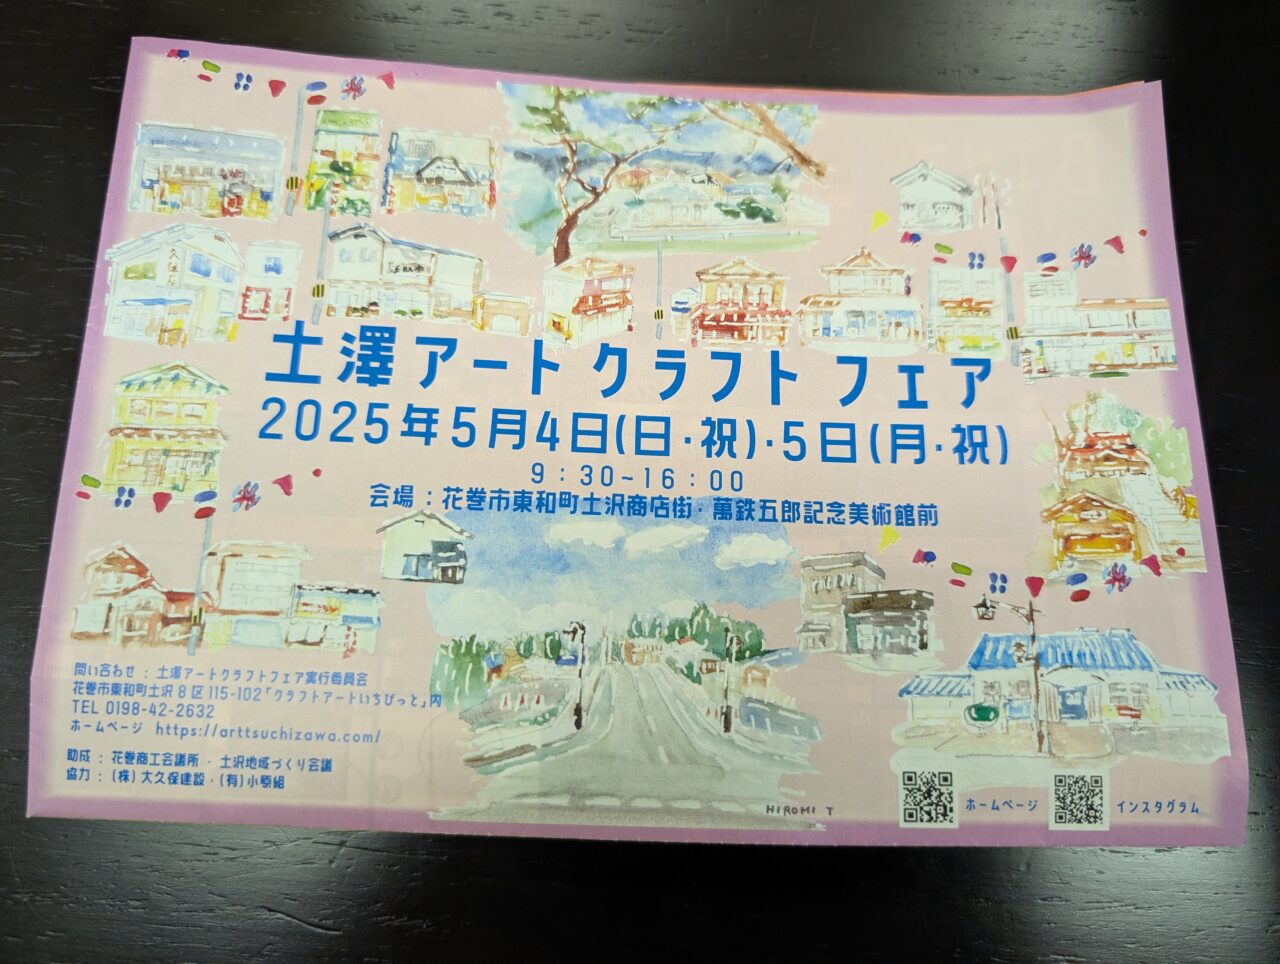 土澤アートクラフトフェア
2025年5月4日(日・祝)・5日(月・祝)
9：30～16：00
会場：花巻市東和町土沢商店街・萬鉄五郎記念美術館前
問い合わせ：土澤アートクラフトフェア実行委員会
花巻市東和町土沢8区115-102「クラフトアートいちびっと」内
TEL 0198-42-2632
ホームページ https://arttsuchizawa.com/
助成：花巻商工会議所・土沢地域づくり会議
協力：(株)大久保建設・(有)小原組
HIROMI T
ホームページ
インスタグラム